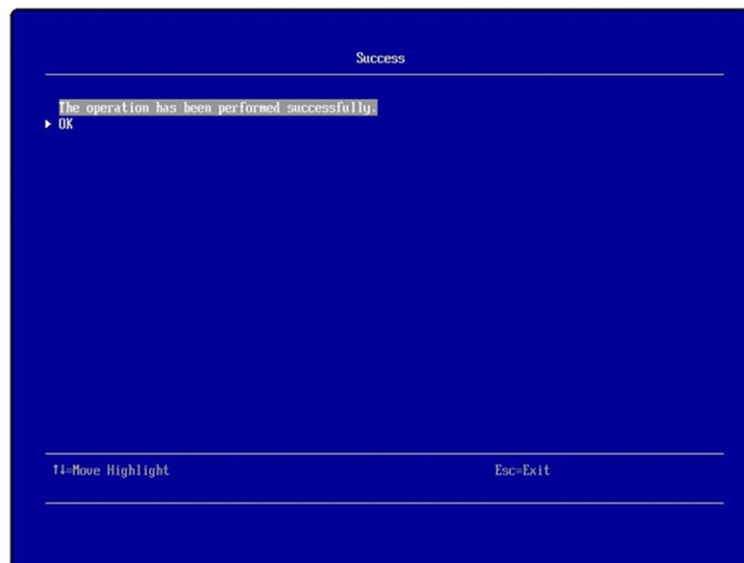 Success
The operation has been performed successfully.
OK
↑↓=Move Highlight Esc=Exit